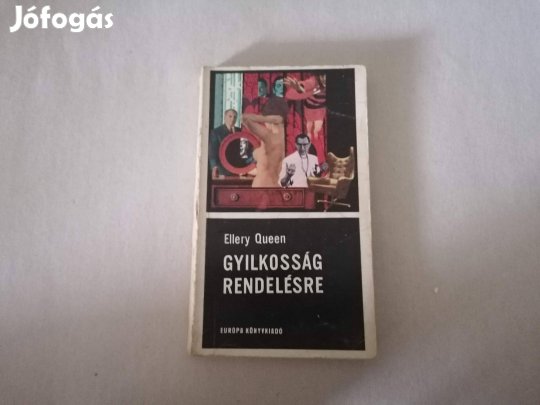 Jófogás
Ellery Queen
GYILKOSSÁG
RENDELÉSRE
EURÓPA KÖNYVKIADÓ